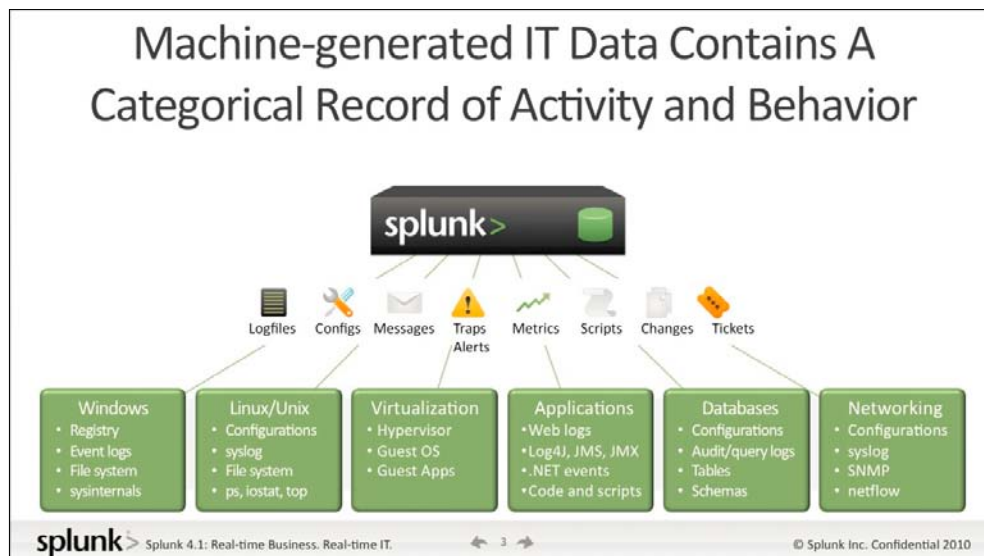 Machine-generated IT Data Contains A
Categorical Record of Activity and Behavior
splunk>
Logfiles
Configs
Messages
Traps
Alerts
Metrics
Scripts
Changes
Tickets
Windows
• Registry
• Event logs
• File system
• sysinternals
Linux/Unix
• Configurations
• syslog
• File system
• ps, iostat, top
Virtualization
• Hypervisor
• Guest OS
• Guest Apps
Applications
• Web logs
• Log4J, JMS, JMX
• .NET events
• Code and scripts
Databases
• Configurations
• Audit/query logs
• Tables
• Schemas
Networking
• Configurations
• syslog
• SNMP
• netflow
splunk> Splunk 4.1: Real-time Business. Real-time IT.
3
© Splunk Inc. Confidential 2010